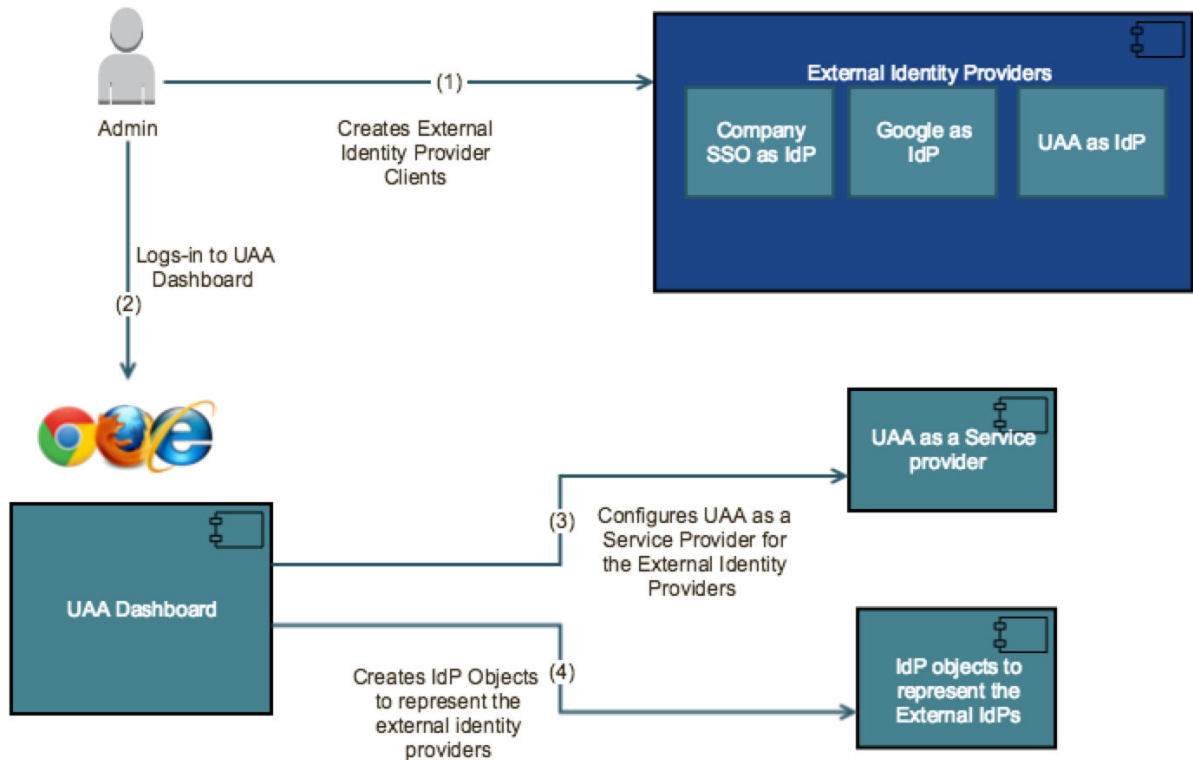 Admin
(1)
Creates External
Identity Provider
Clients
External Identity Providers
Company
SSO as IdP
Google as
IdP
UAA as IdP
Logs-in to UAA
Dashboard
(2)
UAA Dashboard
(3)
Configures UAA as a
Service Provider for
the External Identity
Providers
UAA as a Service
provider
Creates IdP Objects
to represent the
external identity
providers
(4)
IdP objects to
represent the
External IdPs